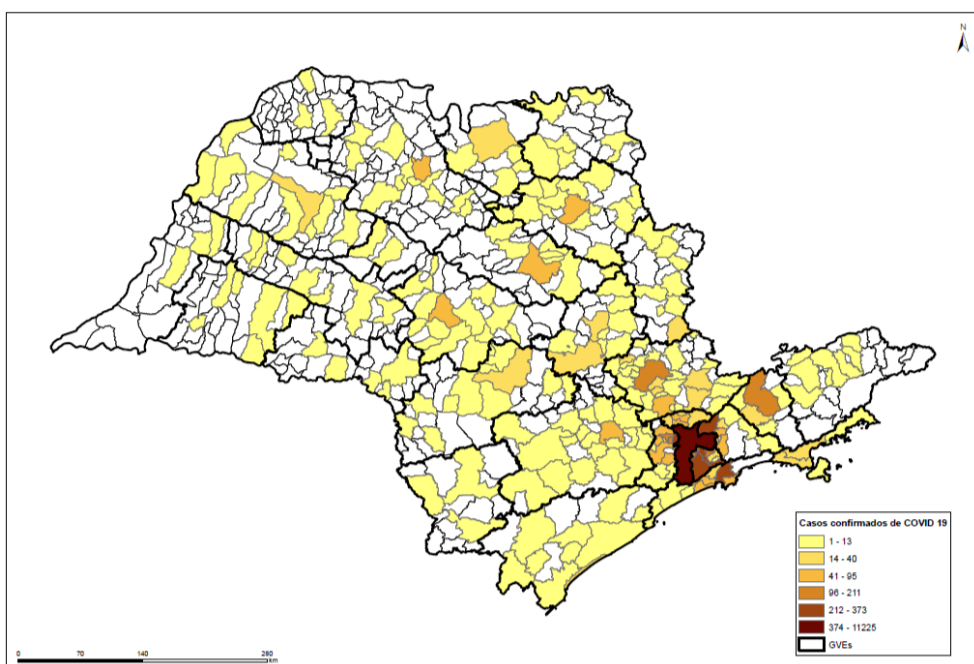 N
Casos confirmados de COVID 19
1 - 13
14 - 40
41 - 95
96 - 211
212 - 373
374 - 11225
GVEs
0 70 140 280
km